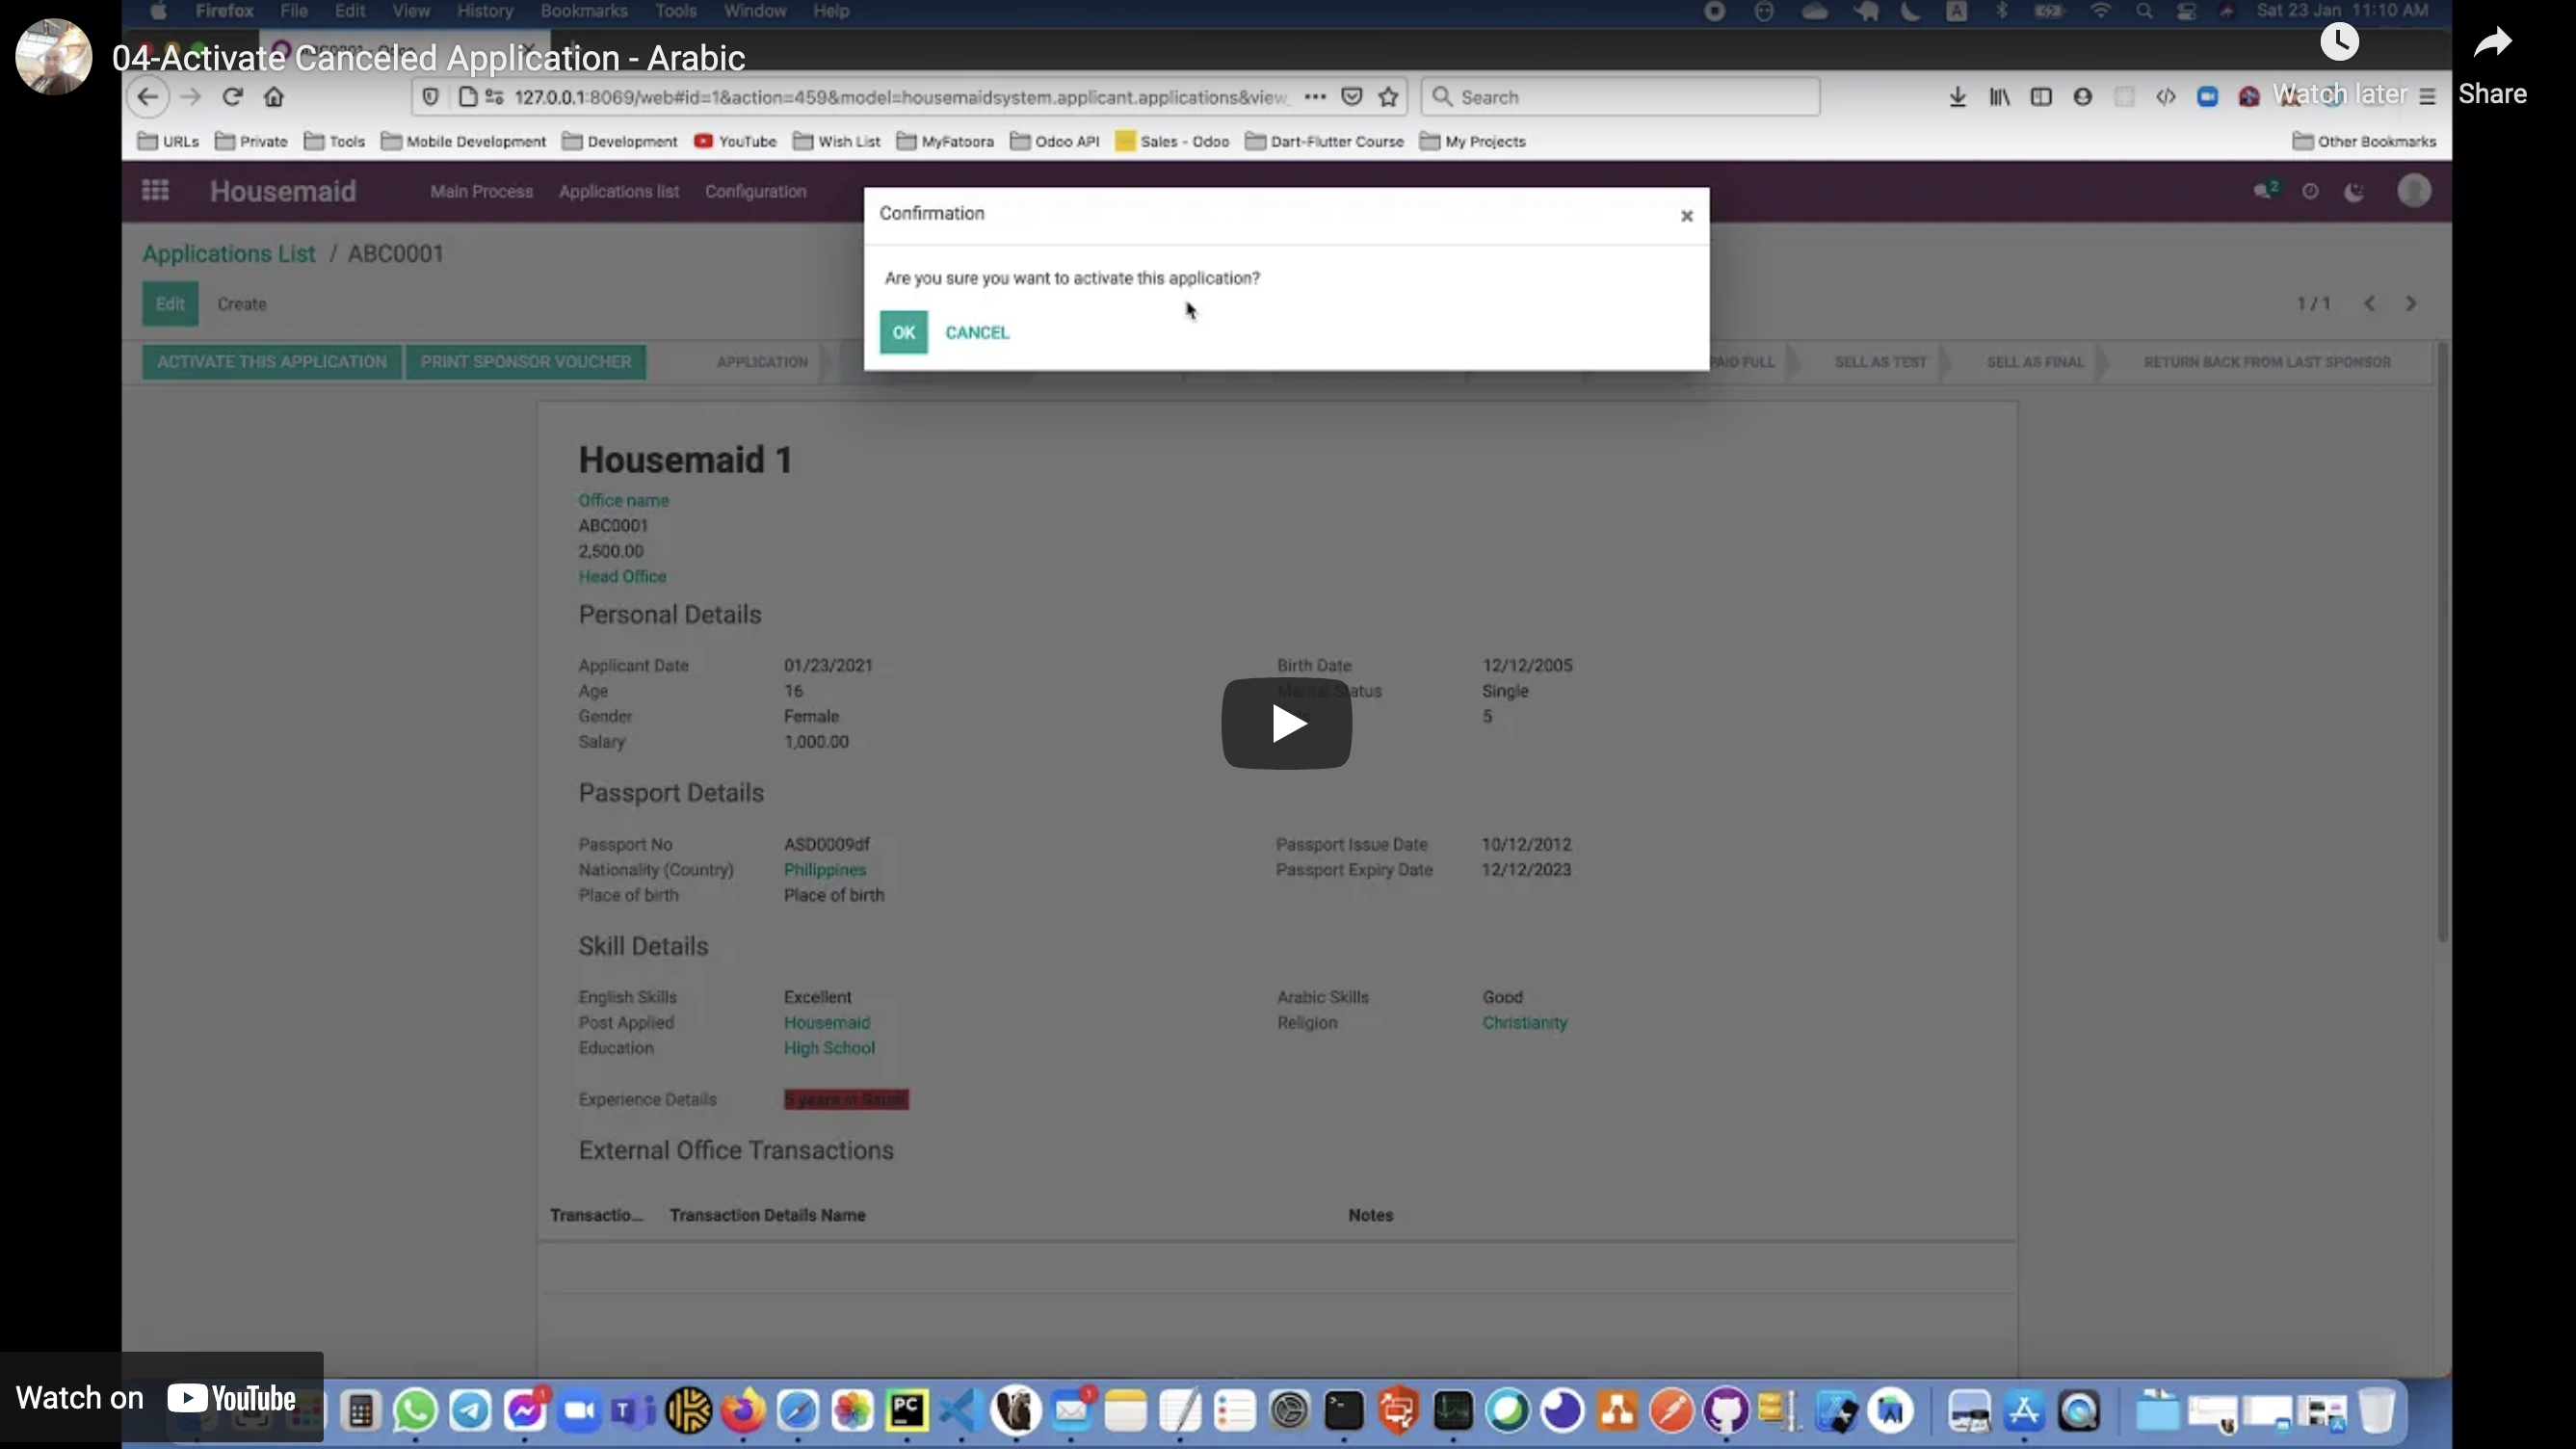 Firefox File Edit View History Bookmarks Tools Window Help
Sat 23 Jan 11:10 AM
04-Activate Canceled Application - Arabic
Watch later
Share
127.0.0.1:8069/web#id=1&action=459&model=housemaidsystem.applicant.applications&view_
Search
URLs Private Tools Mobile Development Development YouTube Wish List MyFatoora Odoo API Sales - Odoo Dart-Flutter Course My Projects Other Bookmarks
Housemaid Main Process Applications list Configuration
2
Confirmation
Are you sure you want to activate this application?
OK CANCEL
Applications List / ABC0001
Edit Create
1 / 1
ACTIVATE THIS APPLICATION PRINT SPONSOR VOUCHER APPLICATION PAID FULL SELL AS TEST SELL AS FINAL RETURN BACK FROM LAST SPONSOR
Housemaid 1
Office name
ABC0001
2,500.00
Head Office
Personal Details
Applicant Date 01/23/2021 Birth Date 12/12/2005
Age 16 Marital Status Single
Gender Female 5
Salary 1,000.00
Passport Details
Passport No ASD0009df Passport Issue Date 10/12/2012
Nationality (Country) Philippines Passport Expiry Date 12/12/2023
Place of birth Place of birth
Skill Details
English Skills Excellent Arabic Skills Good
Post Applied Housemaid Religion Christianity
Education High School
Experience Details 5 years in Saudi
External Office Transactions
Transactio... Transaction Details Name Notes
Watch on YouTube